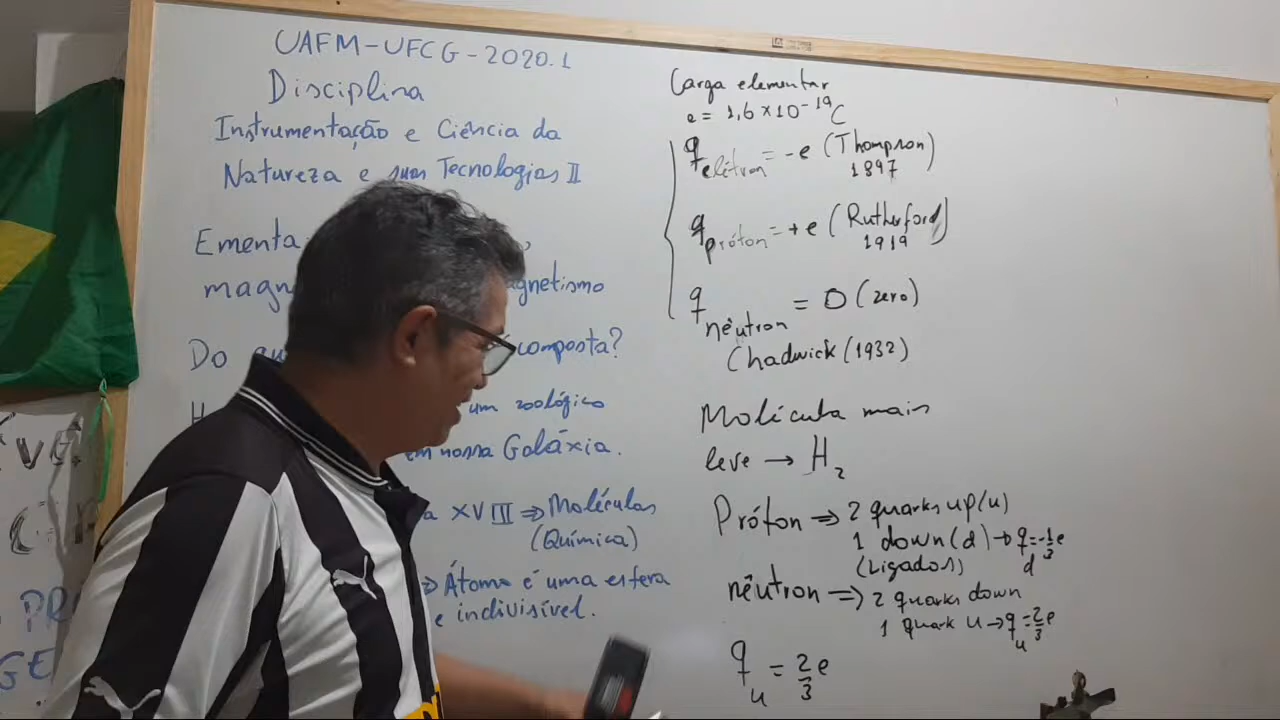 UAFM-UFCG-2020.1
Disciplina
Instrumentação e Ciência da
Natureza e suas Tecnologias II
Ementa
magn gnetismo
Do qu composta?
um zoológico
em nossa Galáxia.
XVIII ⇒ Moléculas
(Química)
⇒ Átomo é uma esfera
e indivisível.
Carga elementar
e = 1,6 × 10⁻¹⁹ C
q elétron = -e (Thompson)
1897
q próton = +e (Rutherford)
1919
q nêutron = 0 (zero)
Chadwick (1932)
Molécula mais
leve → H₂
Próton ⇒ 2 quarks up (u)
1 down (d) → q d = -1/3 e
(Ligados)
nêutron ⇒ 2 quarks down
1 quark u → q u = 2/3 e
q u = 2/3 e
PR
GE